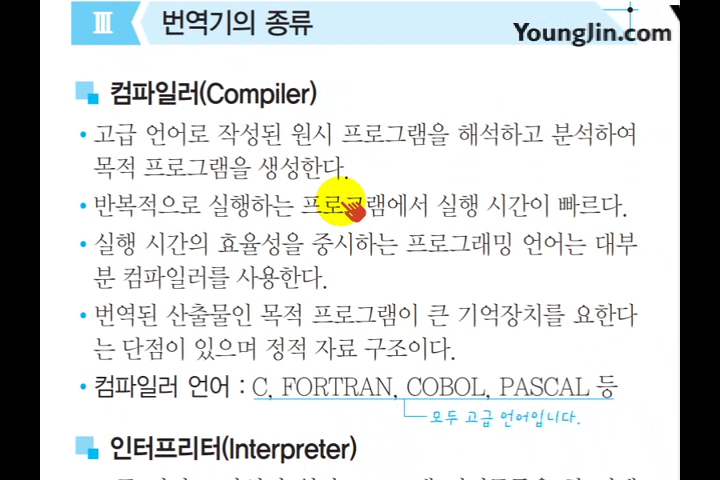 Ⅲ 번역기의 종류
YoungJin.com
컴파일러(Compiler)
• 고급 언어로 작성된 원시 프로그램을 해석하고 분석하여
목적 프로그램을 생성한다.
• 반복적으로 실행하는 프로그램에서 실행 시간이 빠르다.
• 실행 시간의 효율성을 중시하는 프로그래밍 언어는 대부
분 컴파일러를 사용한다.
• 번역된 산출물인 목적 프로그램이 큰 기억장치를 요한다
는 단점이 있으며 정적 자료 구조이다.
• 컴파일러 언어 : C, FORTRAN, COBOL, PASCAL 등
모두 고급 언어입니다.
인터프리터(Interpreter)